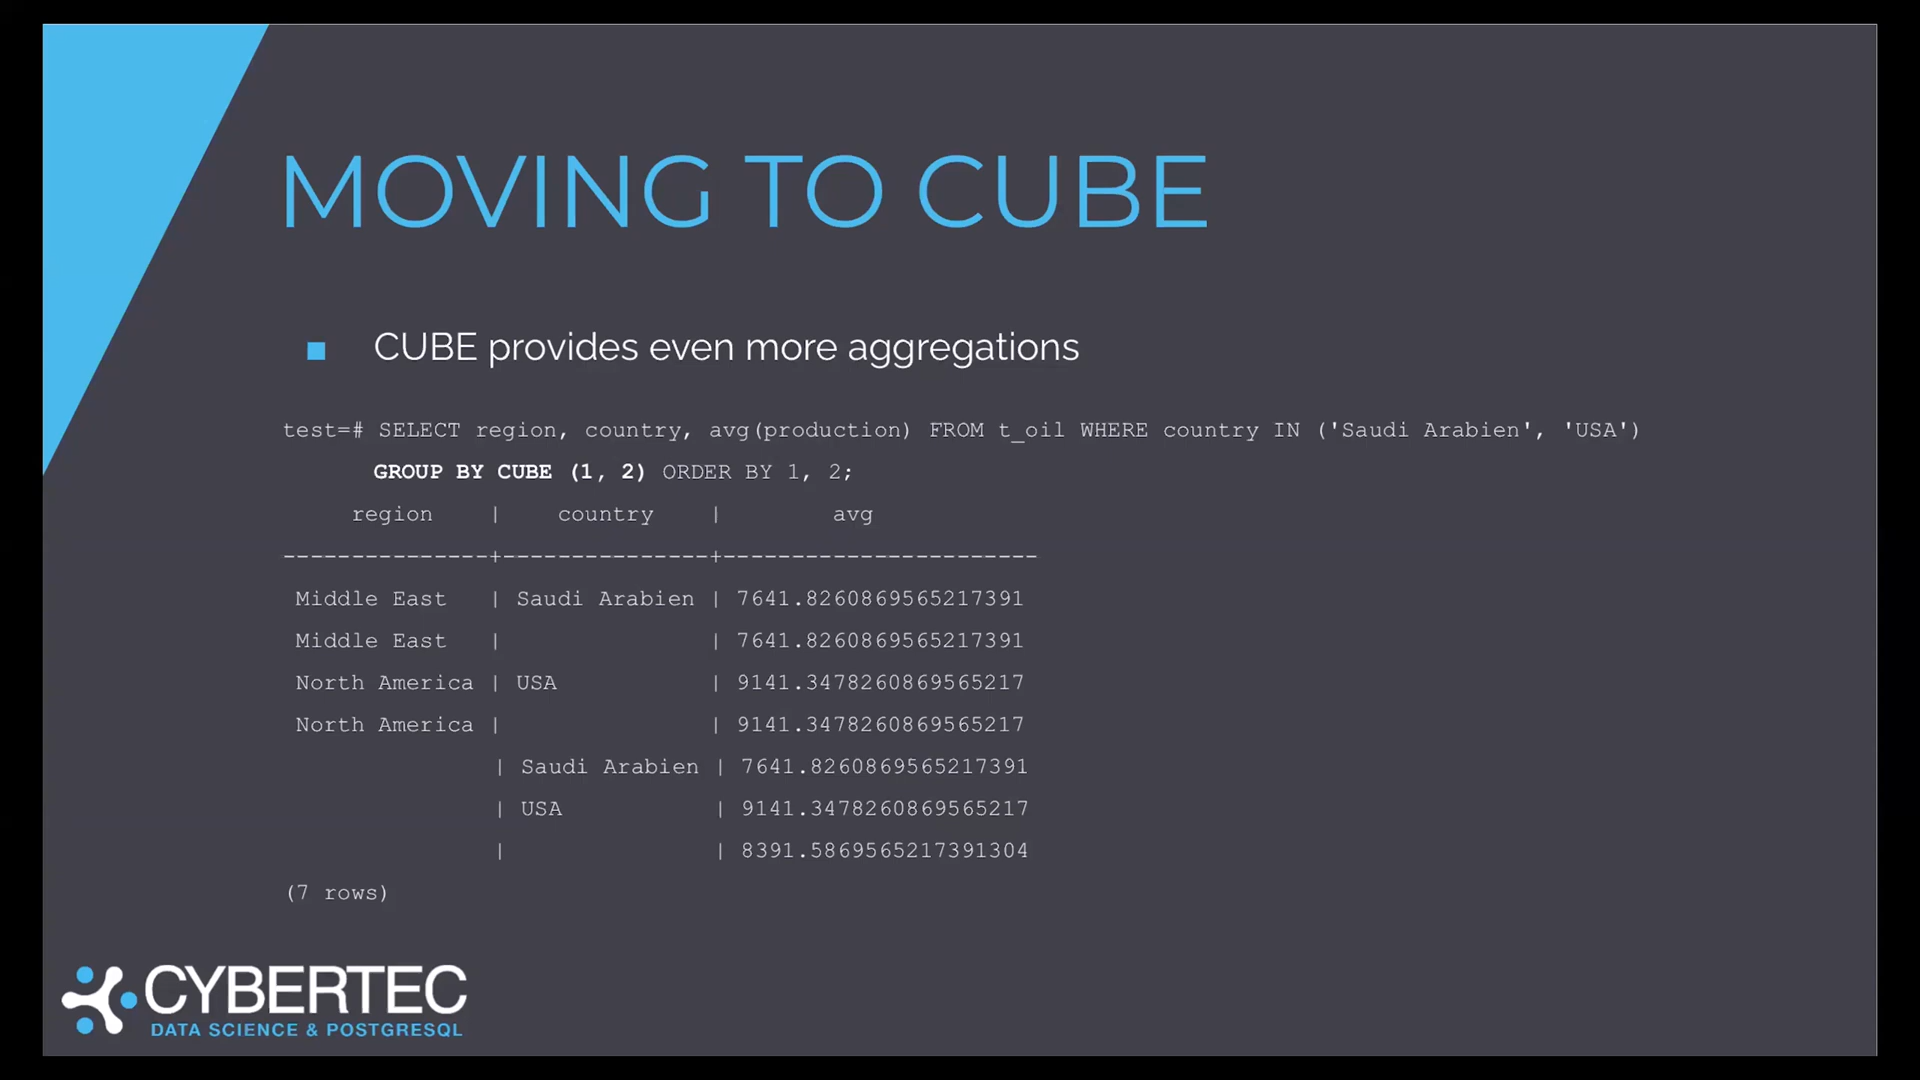 MOVING TO CUBE
■ CUBE provides even more aggregations
test=# SELECT region, country, avg(production) FROM t_oil WHERE country IN ('Saudi Arabien', 'USA')
GROUP BY CUBE (1, 2) ORDER BY 1, 2;
region | country | avg
---------------+---------------+-----------------------
Middle East | Saudi Arabien | 7641.8260869565217391
Middle East | | 7641.8260869565217391
North America | USA | 9141.3478260869565217
North America | | 9141.3478260869565217
| Saudi Arabien | 7641.8260869565217391
| USA | 9141.3478260869565217
| | 8391.5869565217391304
(7 rows)
CYBERTEC
DATA SCIENCE & POSTGRESQL